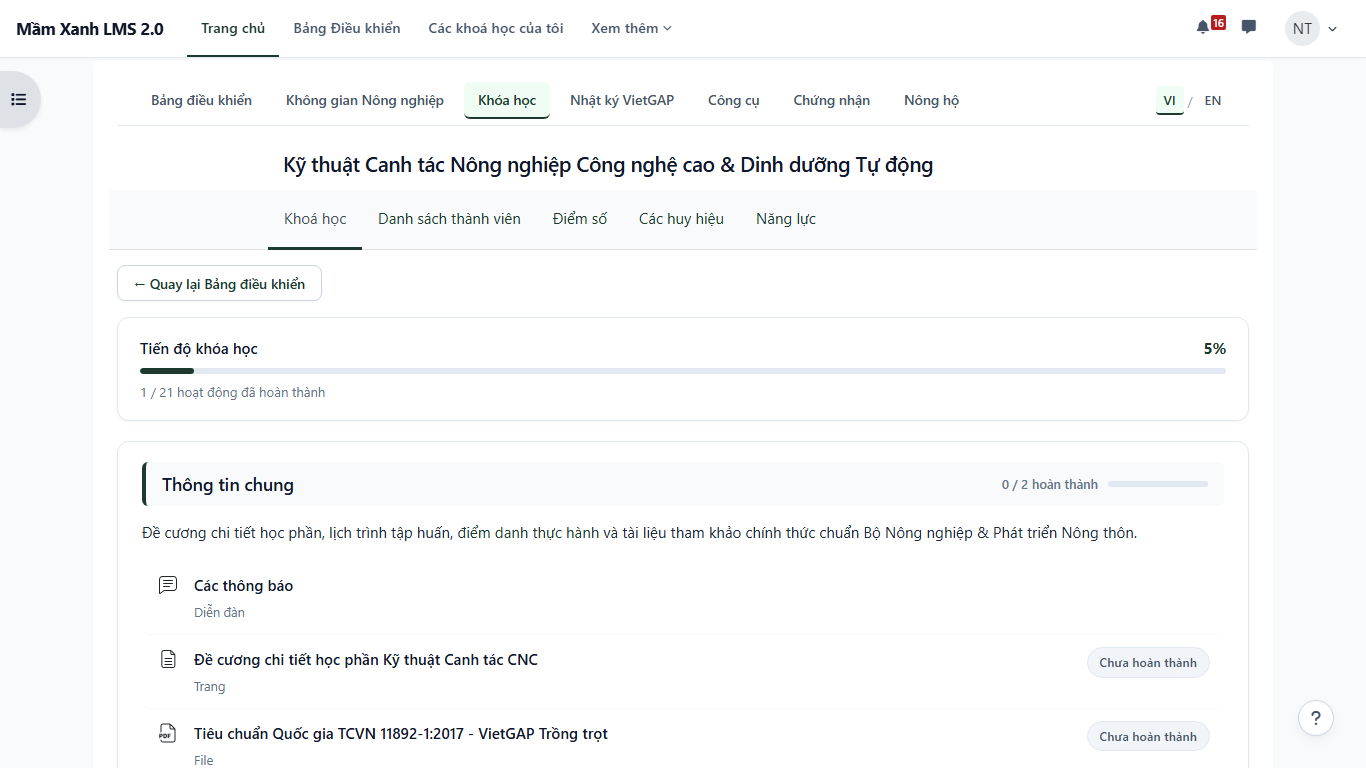 Mầm Xanh LMS 2.0 Trang chủ Bảng Điều khiển Các khoá học của tôi Xem thêm 16 NT
Bảng điều khiển Không gian Nông nghiệp Khóa học Nhật ký VietGAP Công cụ Chứng nhận Nông hộ VI / EN
Kỹ thuật Canh tác Nông nghiệp Công nghệ cao & Dinh dưỡng Tự động
Khoá học Danh sách thành viên Điểm số Các huy hiệu Năng lực
← Quay lại Bảng điều khiển
Tiến độ khóa học 5%
1 / 21 hoạt động đã hoàn thành
Thông tin chung 0 / 2 hoàn thành
Đề cương chi tiết học phần, lịch trình tập huấn, điểm danh thực hành và tài liệu tham khảo chính thức chuẩn Bộ Nông nghiệp & Phát triển Nông thôn.
Các thông báo
Diễn đàn
Đề cương chi tiết học phần Kỹ thuật Canh tác CNC Chưa hoàn thành
Trang
PDF Tiêu chuẩn Quốc gia TCVN 11892-1:2017 - VietGAP Trồng trọt Chưa hoàn thành
File
?